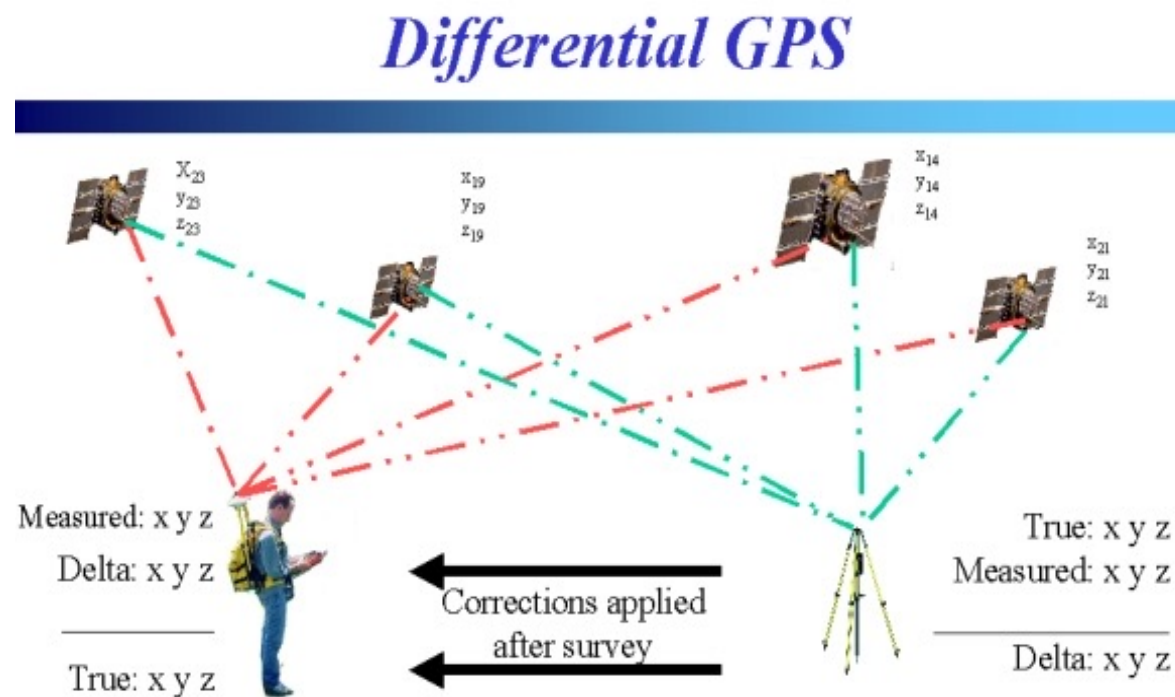 Differential GPS
X₂₃
y₂₃
z₂₃
x₁₉
y₁₉
z₁₉
x₁₄
y₁₄
z₁₄
x₂₁
y₂₁
z₂₁
Measured: x y z
Delta: x y z
True: x y z
Corrections applied
after survey
True: x y z
Measured: x y z
Delta: x y z